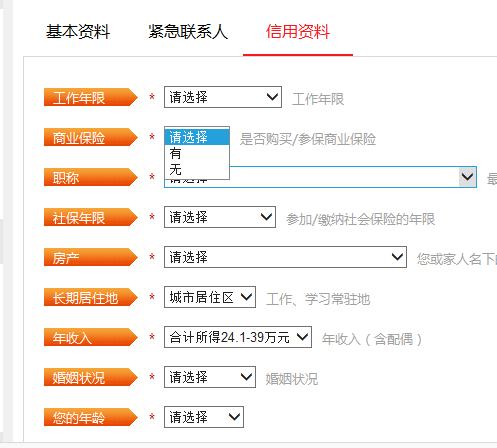 基本资料 紧急联系人 信用资料
工作年限 * 请选择 工作年限
商业保险 * 请选择 是否购买/参保商业保险
有
无
职称 * 请选择
社保年限 * 请选择 参加/缴纳社会保险的年限
房产 * 请选择 您或家人名下
长期居住地 * 城市居住区 工作、学习常驻地
年收入 * 合计所得24.1-39万元 年收入（含配偶）
婚姻状况 * 请选择 婚姻状况
您的年龄 * 请选择